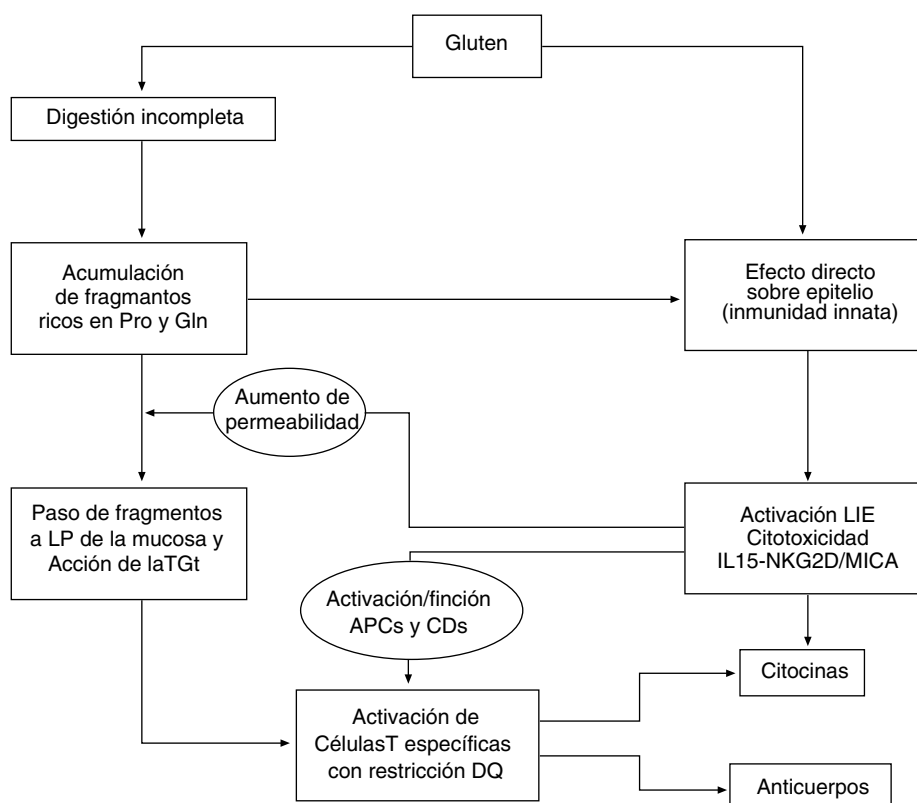 Gluten
Digestión incompleta
Acumulación
de fragmantos
ricos en Pro y Gln
Efecto directo
sobre epitelio
(inmunidad innata)
Aumento de
permeabilidad
Paso de fragmentos
a LP de la mucosa y
Acción de laTGt
Activación LIE
Citotoxicidad
IL15-NKG2D/MICA
Activación/finción
APCs y CDs
Citocinas
Activación de
CélulasT específicas
con restricción DQ
Anticuerpos